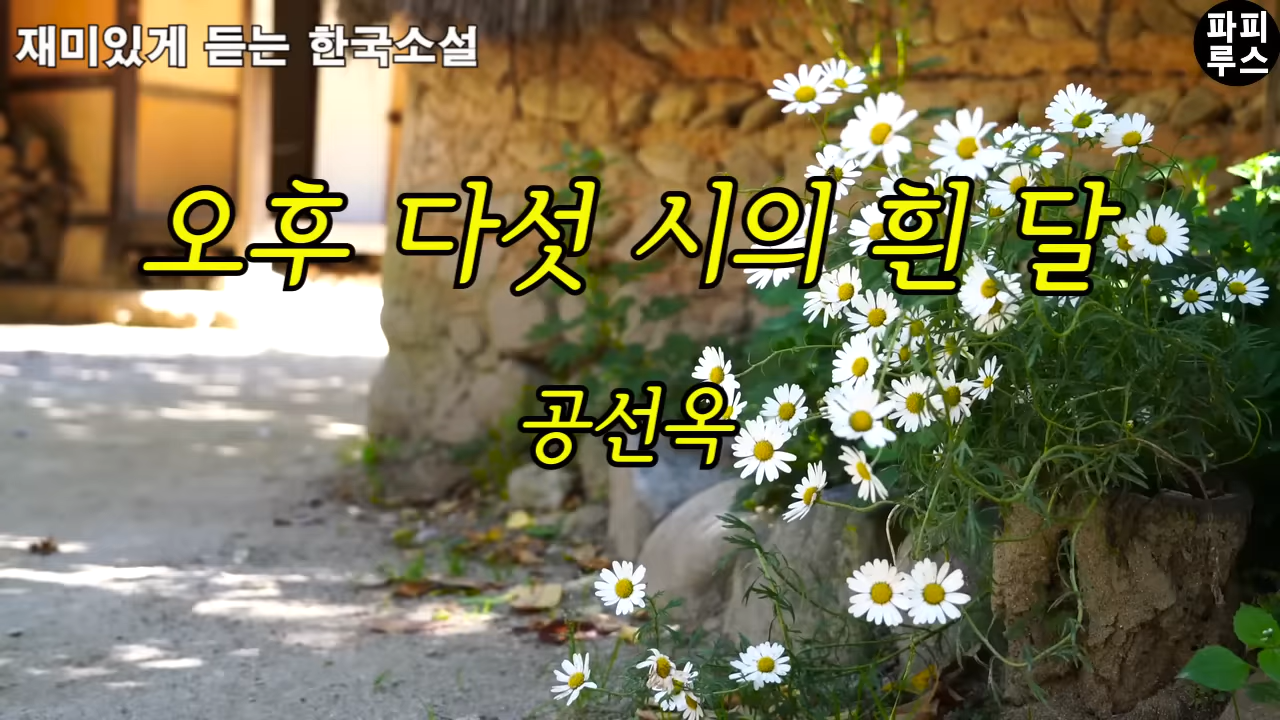 재미있게 듣는 한국소설
파피
루스
오후 다섯 시의 흰 달
공선옥